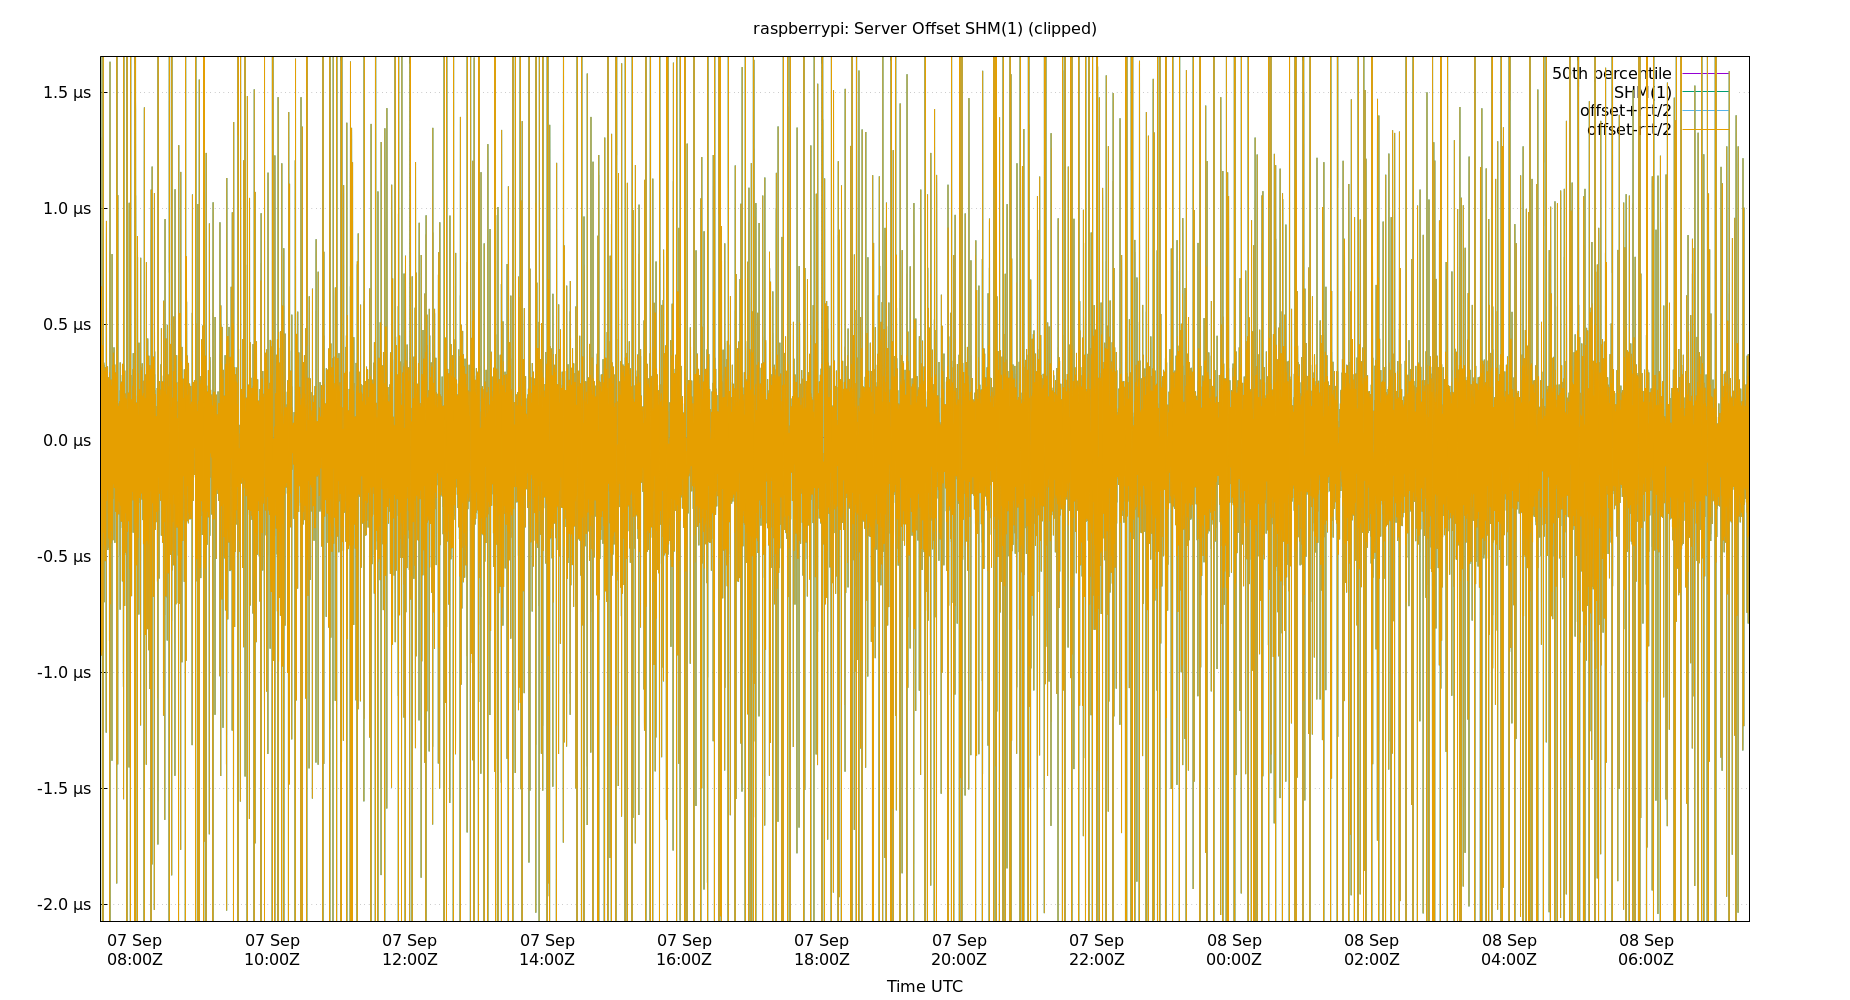 raspberrypi: Server Offset SHM(1) (clipped)
50th percentile
SHM(1)
offset+rtt/2
offset-rtt/2
1.5 µs
1.0 µs
0.5 µs
0.0 µs
-0.5 µs
-1.0 µs
-1.5 µs
-2.0 µs
07 Sep 07 Sep 07 Sep 07 Sep 07 Sep 07 Sep 07 Sep 07 Sep 08 Sep 08 Sep 08 Sep 08 Sep
08:00Z 10:00Z 12:00Z 14:00Z 16:00Z 18:00Z 20:00Z 22:00Z 00:00Z 02:00Z 04:00Z 06:00Z
Time UTC